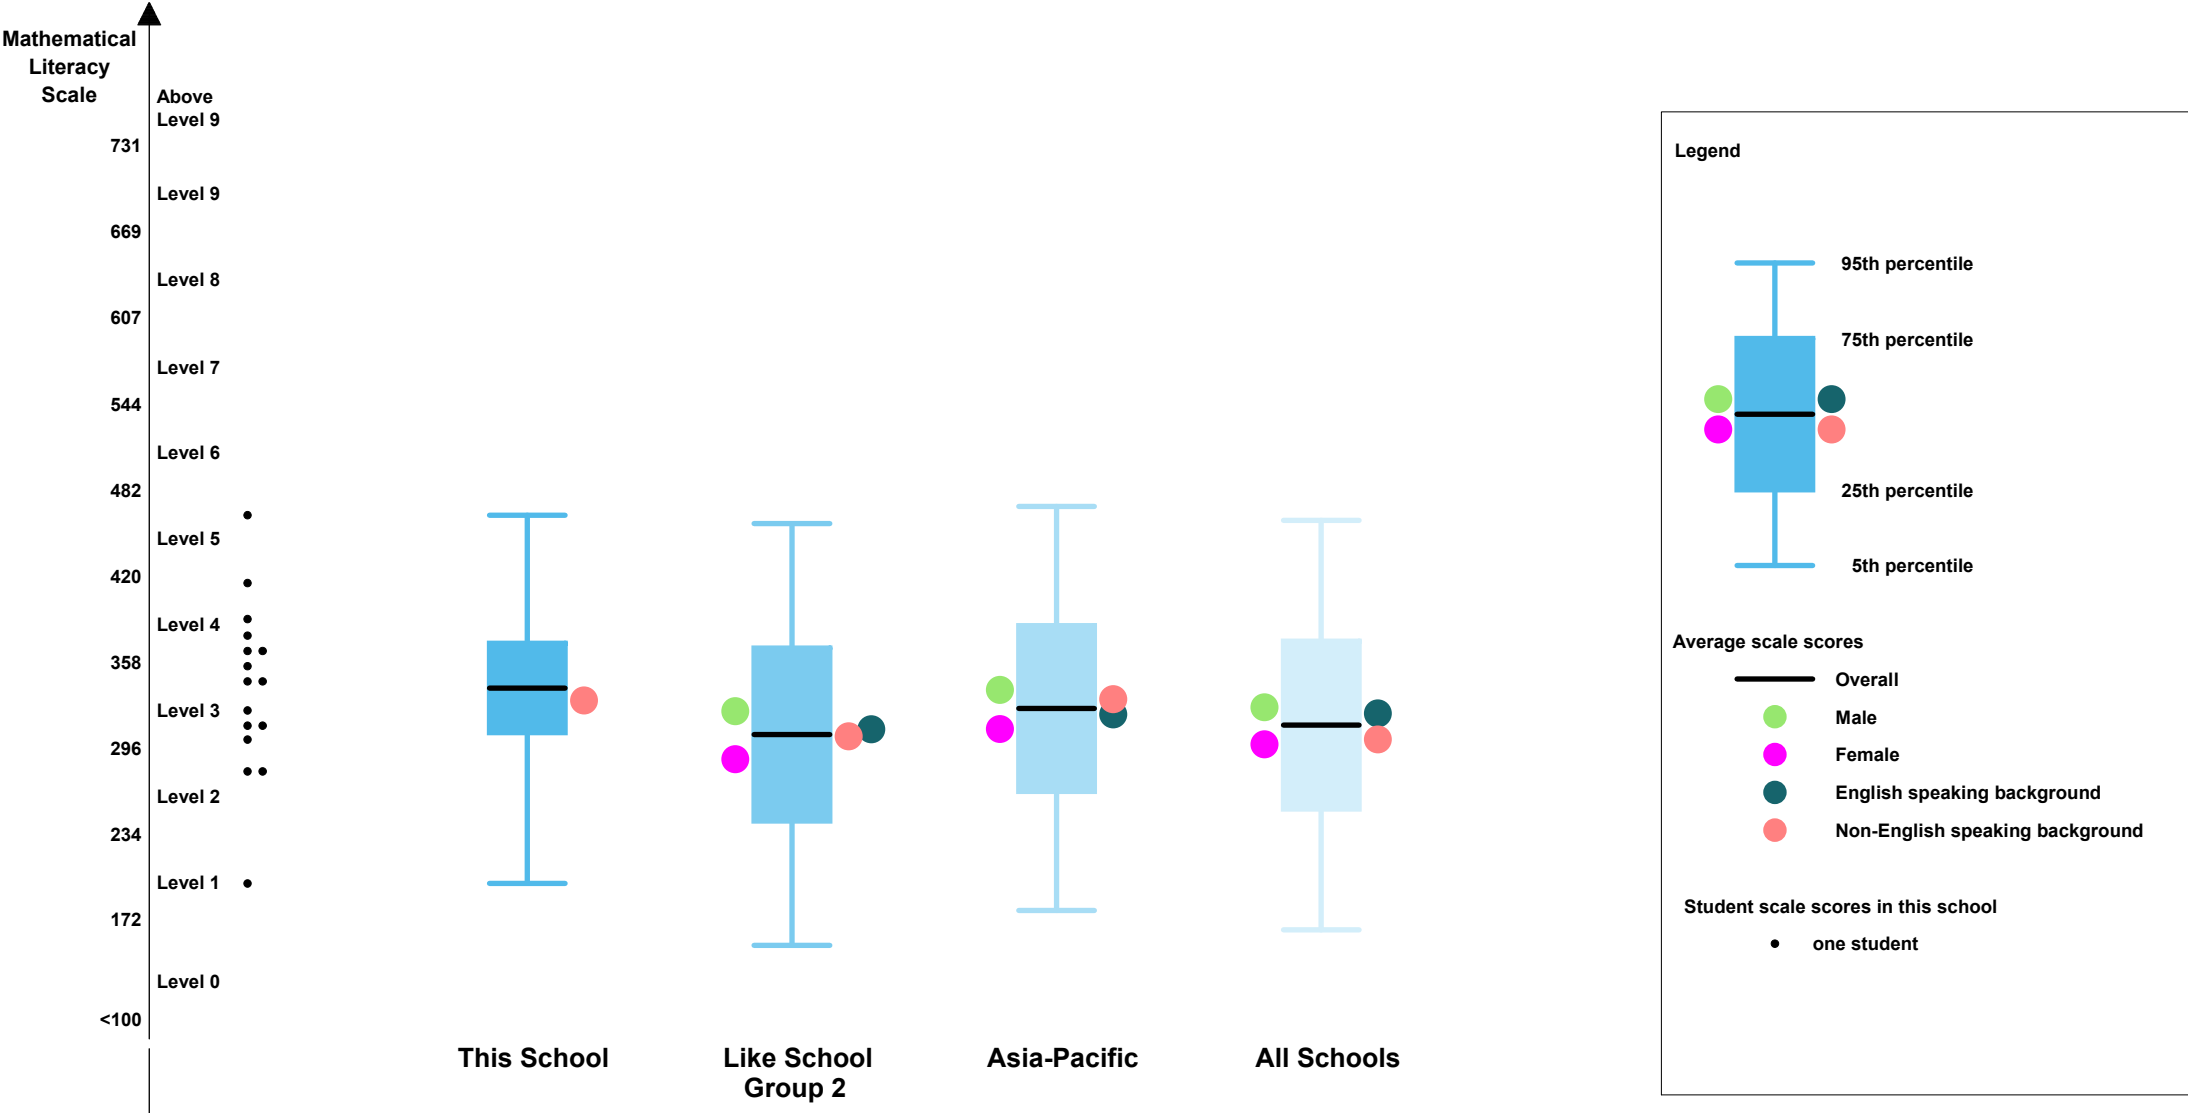 Mathematical
Literacy
Scale
Above
Level 9
731
Level 9
669
Level 8
607
Level 7
544
Level 6
482
Level 5
420
Level 4
358
Level 3
296
Level 2
234
Level 1
172
Level 0
<100
This School
Like School
Group 2
Asia-Pacific
All Schools
Legend
95th percentile
75th percentile
25th percentile
5th percentile
Average scale scores
Overall
Male
Female
English speaking background
Non-English speaking background
Student scale scores in this school
one student